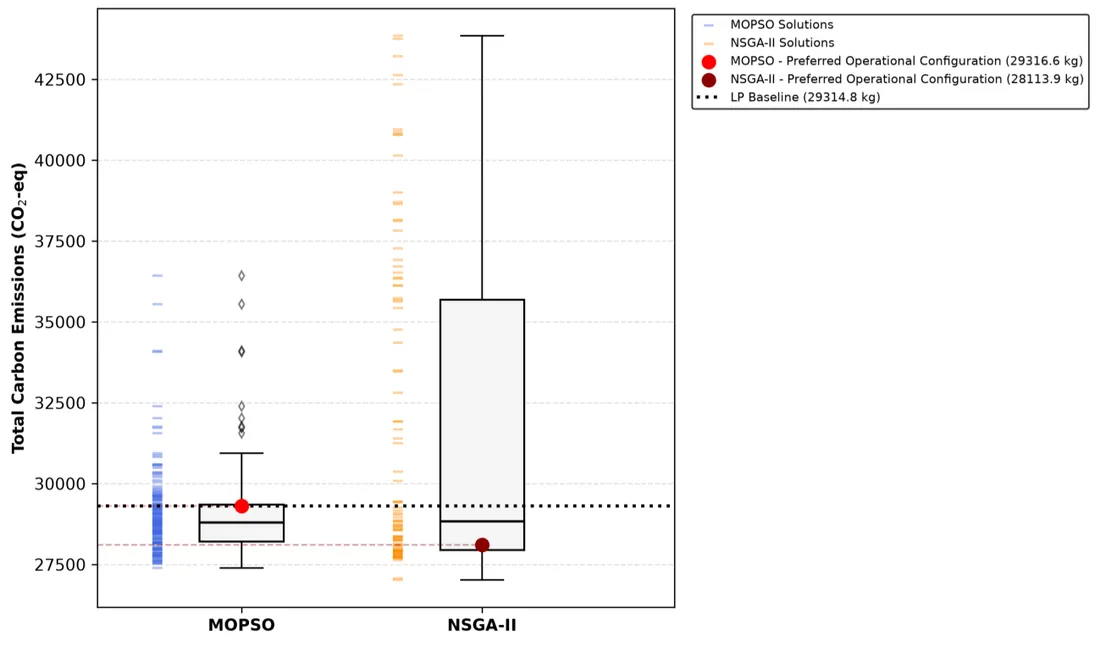 MOPSO Solutions
NSGA-II Solutions
MOPSO - Preferred Operational Configuration (29316.6 kg)
NSGA-II - Preferred Operational Configuration (28113.9 kg)
LP Baseline (29314.8 kg)
Total Carbon Emissions (CO₂-eq)
42500
40000
37500
35000
32500
30000
27500
MOPSO
NSGA-II